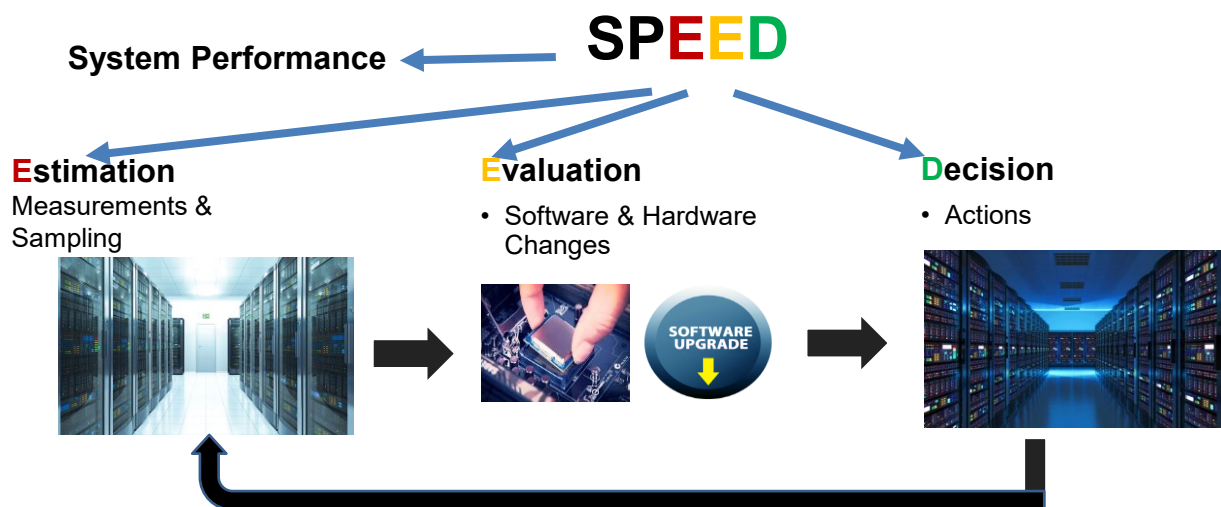 SPEED
System Performance
Estimation
Measurements &
Sampling
Evaluation
• Software & Hardware
Changes
SOFTWARE
UPGRADE
Decision
• Actions